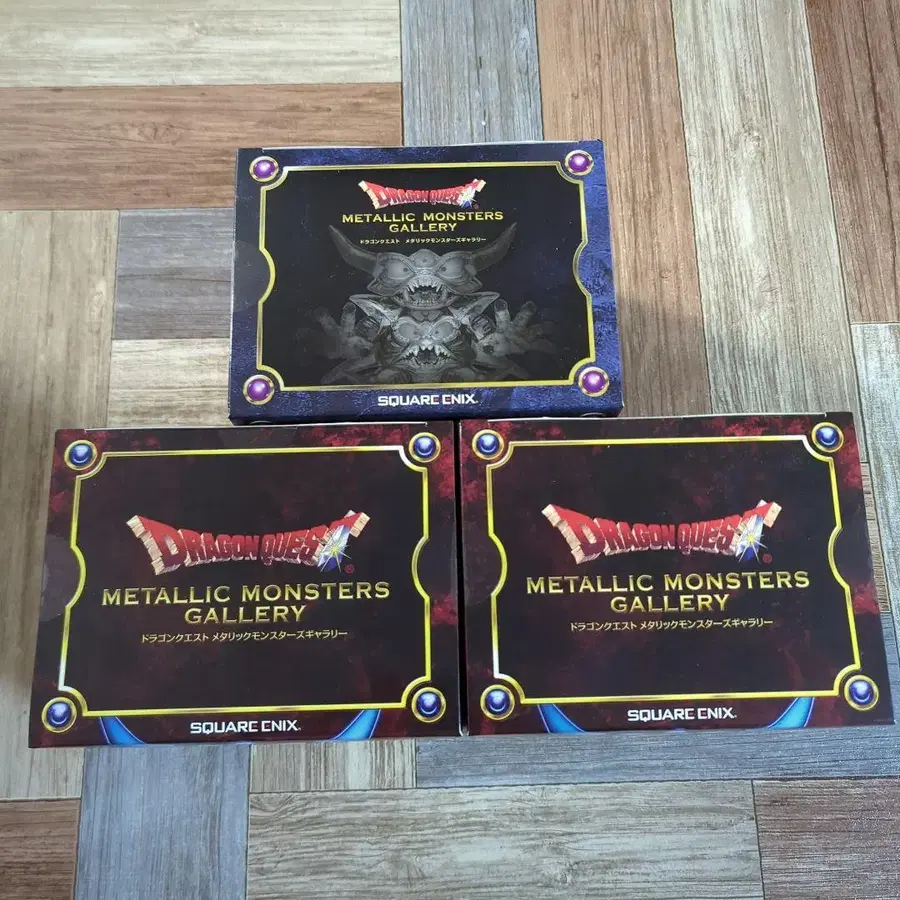 DRAGON QUEST
METALLIC MONSTERS
GALLERY
ドラゴンクエスト メタリックモンスターズギャラリー
SQUARE ENIX®
DRAGON QUEST®
METALLIC MONSTERS
GALLERY
ドラゴンクエスト メタリックモンスターズギャラリー
SQUARE ENIX®
DRAGON QUEST®
METALLIC MONSTERS
GALLERY
ドラゴンクエスト メタリックモンスターズギャラリー
SQUARE ENIX®